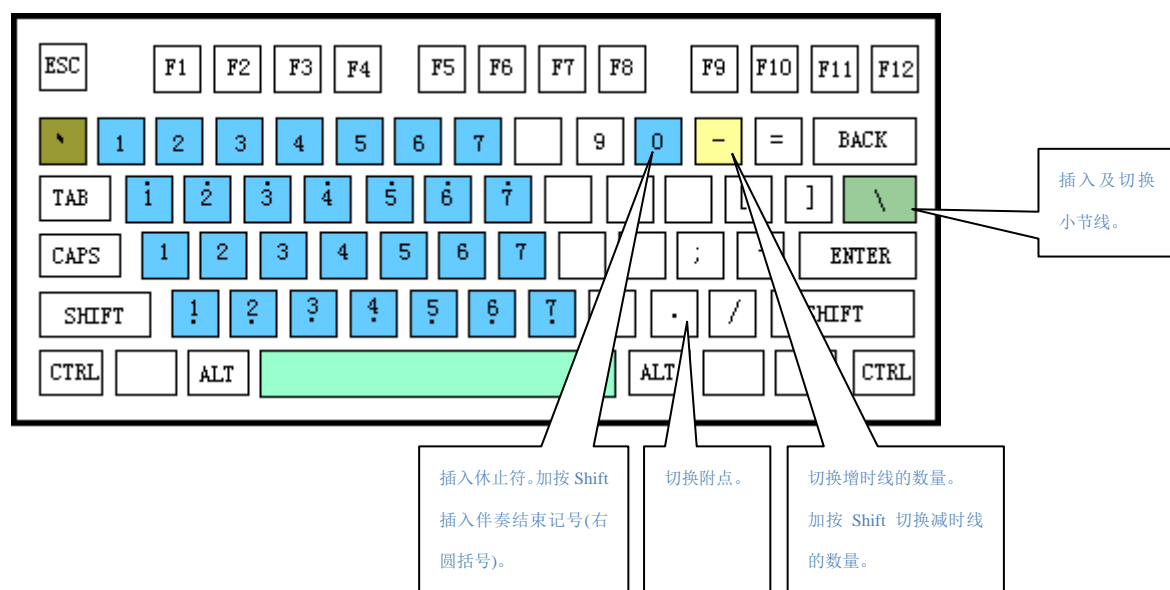 ESC F1 F2 F3 F4 F5 F6 F7 F8 F9 F10 F11 F12
` 1 2 3 4 5 6 7 9 0 - = BACK
TAB 1̇ 2̇ 3̇ 4̇ 5̇ 6̇ 7̇ [ ] \
CAPS 1 2 3 4 5 6 7 ; ' ENTER
SHIFT 1̣ 2̣ 3̣ 4̣ 5̣ 6̣ 7̣ . / SHIFT
CTRL ALT ALT CTRL
插入及切换
小节线。
插入休止符。加按 Shift
插入伴奏结束记号(右
圆括号)。
切换附点。
切换增时线的数量。
加按 Shift 切换减时线
的数量。